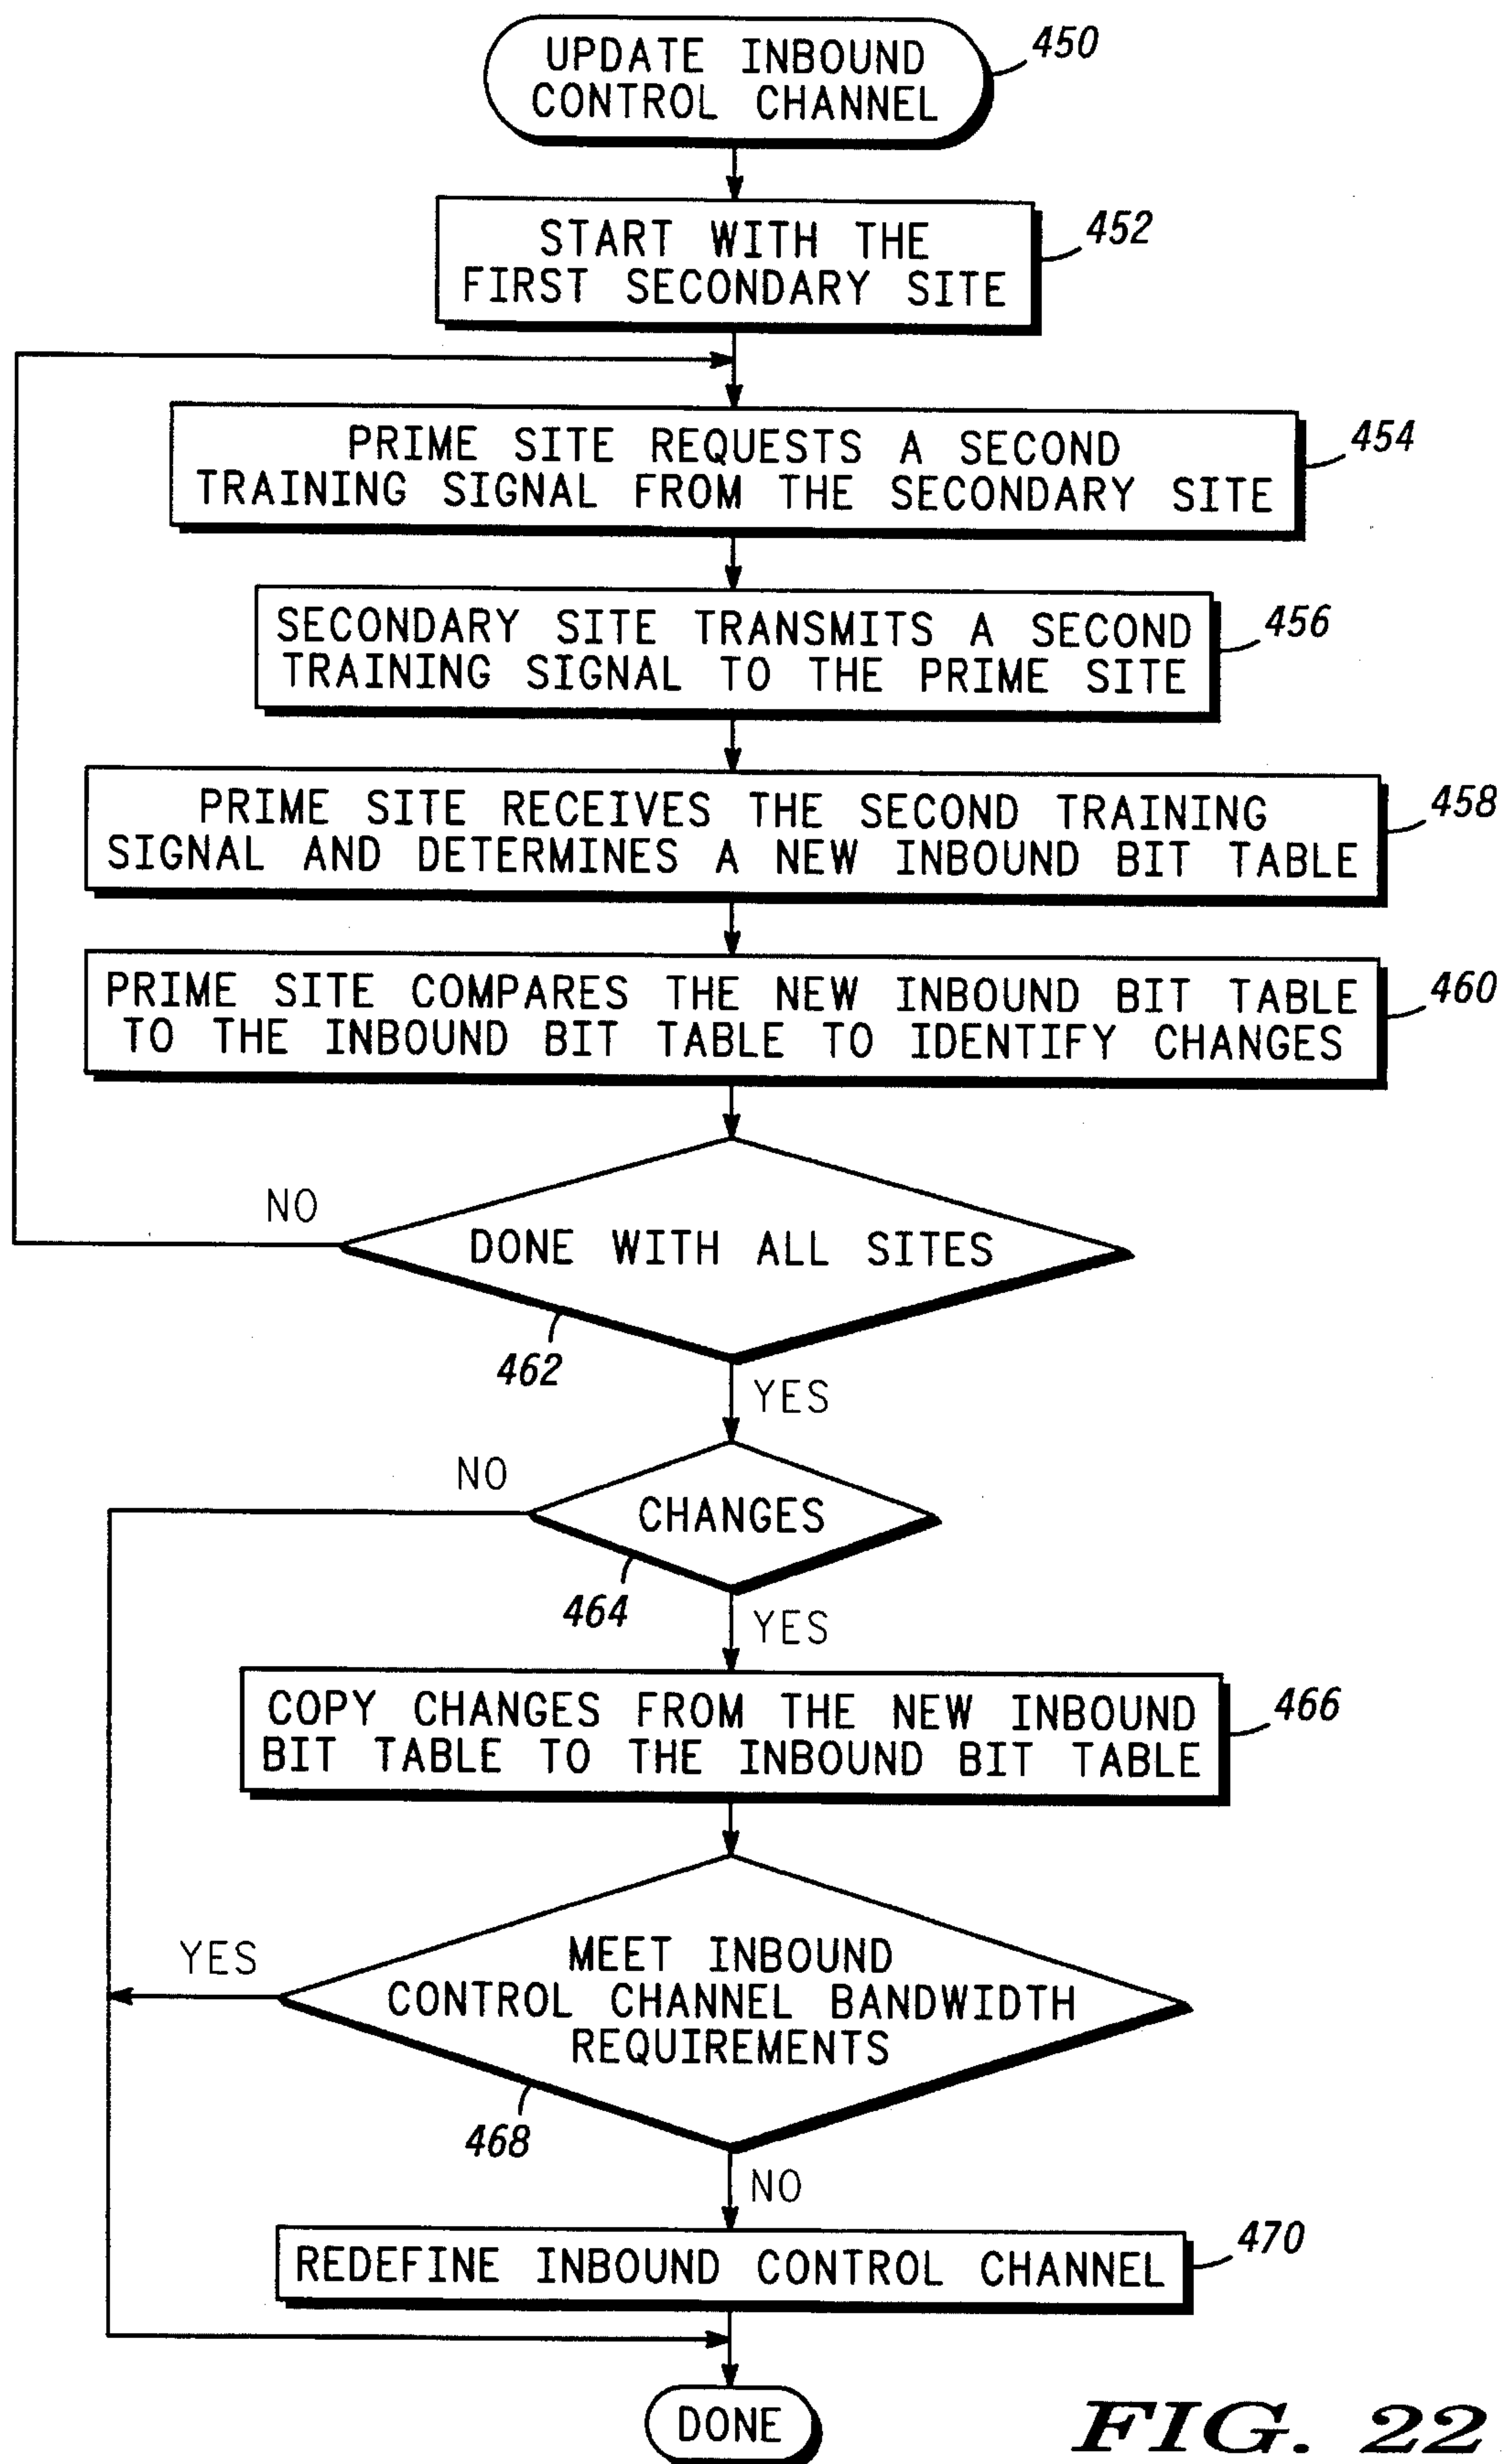 UPDATE INBOUND
CONTROL CHANNEL
450
START WITH THE
FIRST SECONDARY SITE
452
PRIME SITE REQUESTS A SECOND
TRAINING SIGNAL FROM THE SECONDARY SITE
454
SECONDARY SITE TRANSMITS A SECOND
TRAINING SIGNAL TO THE PRIME SITE
456
PRIME SITE RECEIVES THE SECOND TRAINING
SIGNAL AND DETERMINES A NEW INBOUND BIT TABLE
458
PRIME SITE COMPARES THE NEW INBOUND BIT TABLE
TO THE INBOUND BIT TABLE TO IDENTIFY CHANGES
460
NO
DONE WITH ALL SITES
462
YES
NO
CHANGES
464
YES
COPY CHANGES FROM THE NEW INBOUND
BIT TABLE TO THE INBOUND BIT TABLE
466
YES
MEET INBOUND
CONTROL CHANNEL BANDWIDTH
REQUIREMENTS
468
NO
REDEFINE INBOUND CONTROL CHANNEL
470
DONE
FIG. 22